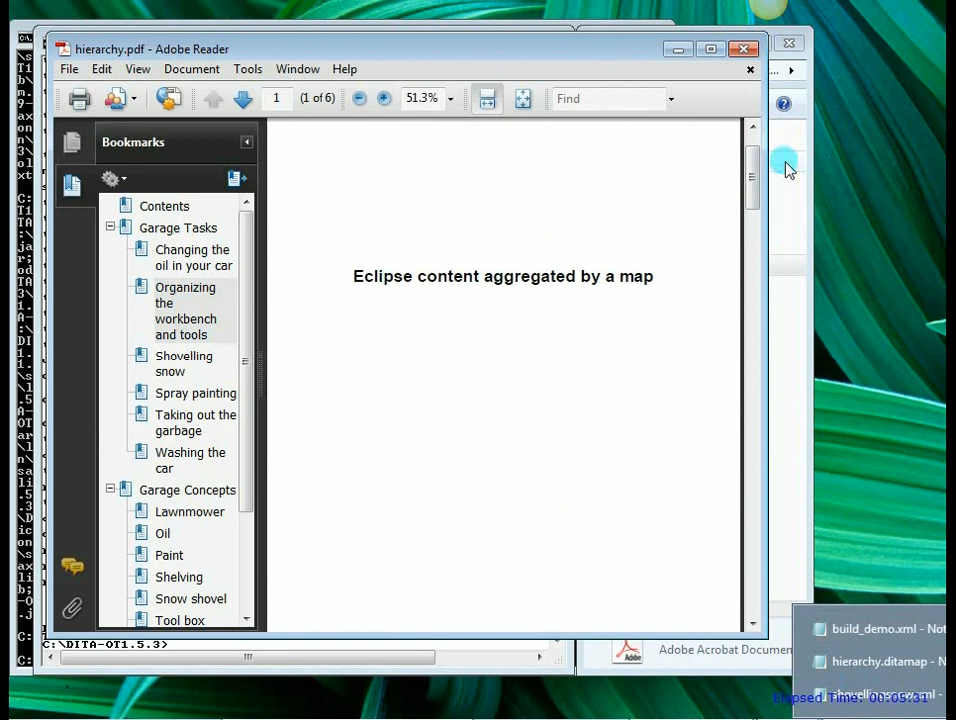 hierarchy.pdf - Adobe Reader
File Edit View Document Tools Window Help
1 (1 of 6) 51.3% Find
Bookmarks
Contents
Garage Tasks
Changing the
oil in your car
Organizing
the
workbench
and tools
Shovelling
snow
Spray painting
Taking out the
garbage
Washing the
car
Garage Concepts
Lawnmower
Oil
Paint
Shelving
Snow shovel
Tool box
Eclipse content aggregated by a map
C:\DITA-OT1.5.3>
Adobe Acrobat Documen
Adobe
build_demo.xml - Not
hierarchy.ditamap - N
Elapsed Time: 00:05:31